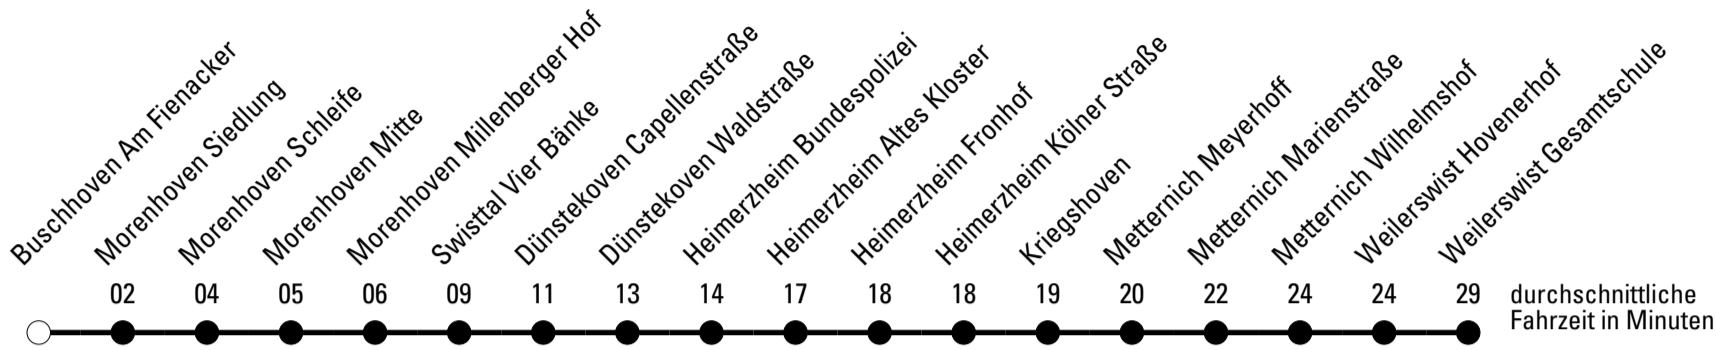 Buschhoven Am Fienacker
Morenhoven Siedlung
Morenhoven Schleife
Morenhoven Mitte
Morenhoven Millenberger Hof
Swisttal Vier Bänke
Dünstekoven Capellenstraße
Dünstekoven Waldstraße
Heimerzheim Bundespolizei
Heimerzheim Altes Kloster
Heimerzheim Fronhof
Heimerzheim Kölner Straße
Kriegshoven
Metternich Meyerhoff
Metternich Marienstraße
Metternich Wilhelmshof
Weilerswist Hovenerhof
Weilerswist Gesamtschule
02 04 05 06 09 11 13 14 17 18 18 19 20 22 24 24 29
durchschnittliche
Fahrzeit in Minuten